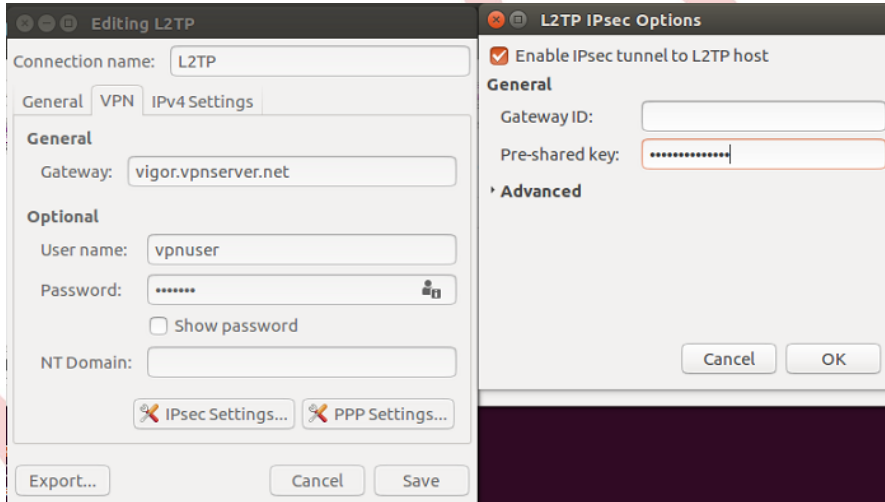 Editing L2TP
Connection name: L2TP
General VPN IPv4 Settings
General
Gateway: vigor.vpnserver.net
Optional
User name: vpnuser
Password: •••••••
Show password
NT Domain:
IPsec Settings... PPP Settings...
Export... Cancel Save
L2TP IPsec Options
Enable IPsec tunnel to L2TP host
General
Gateway ID:
Pre-shared key: ••••••••••••••
Advanced
Cancel OK